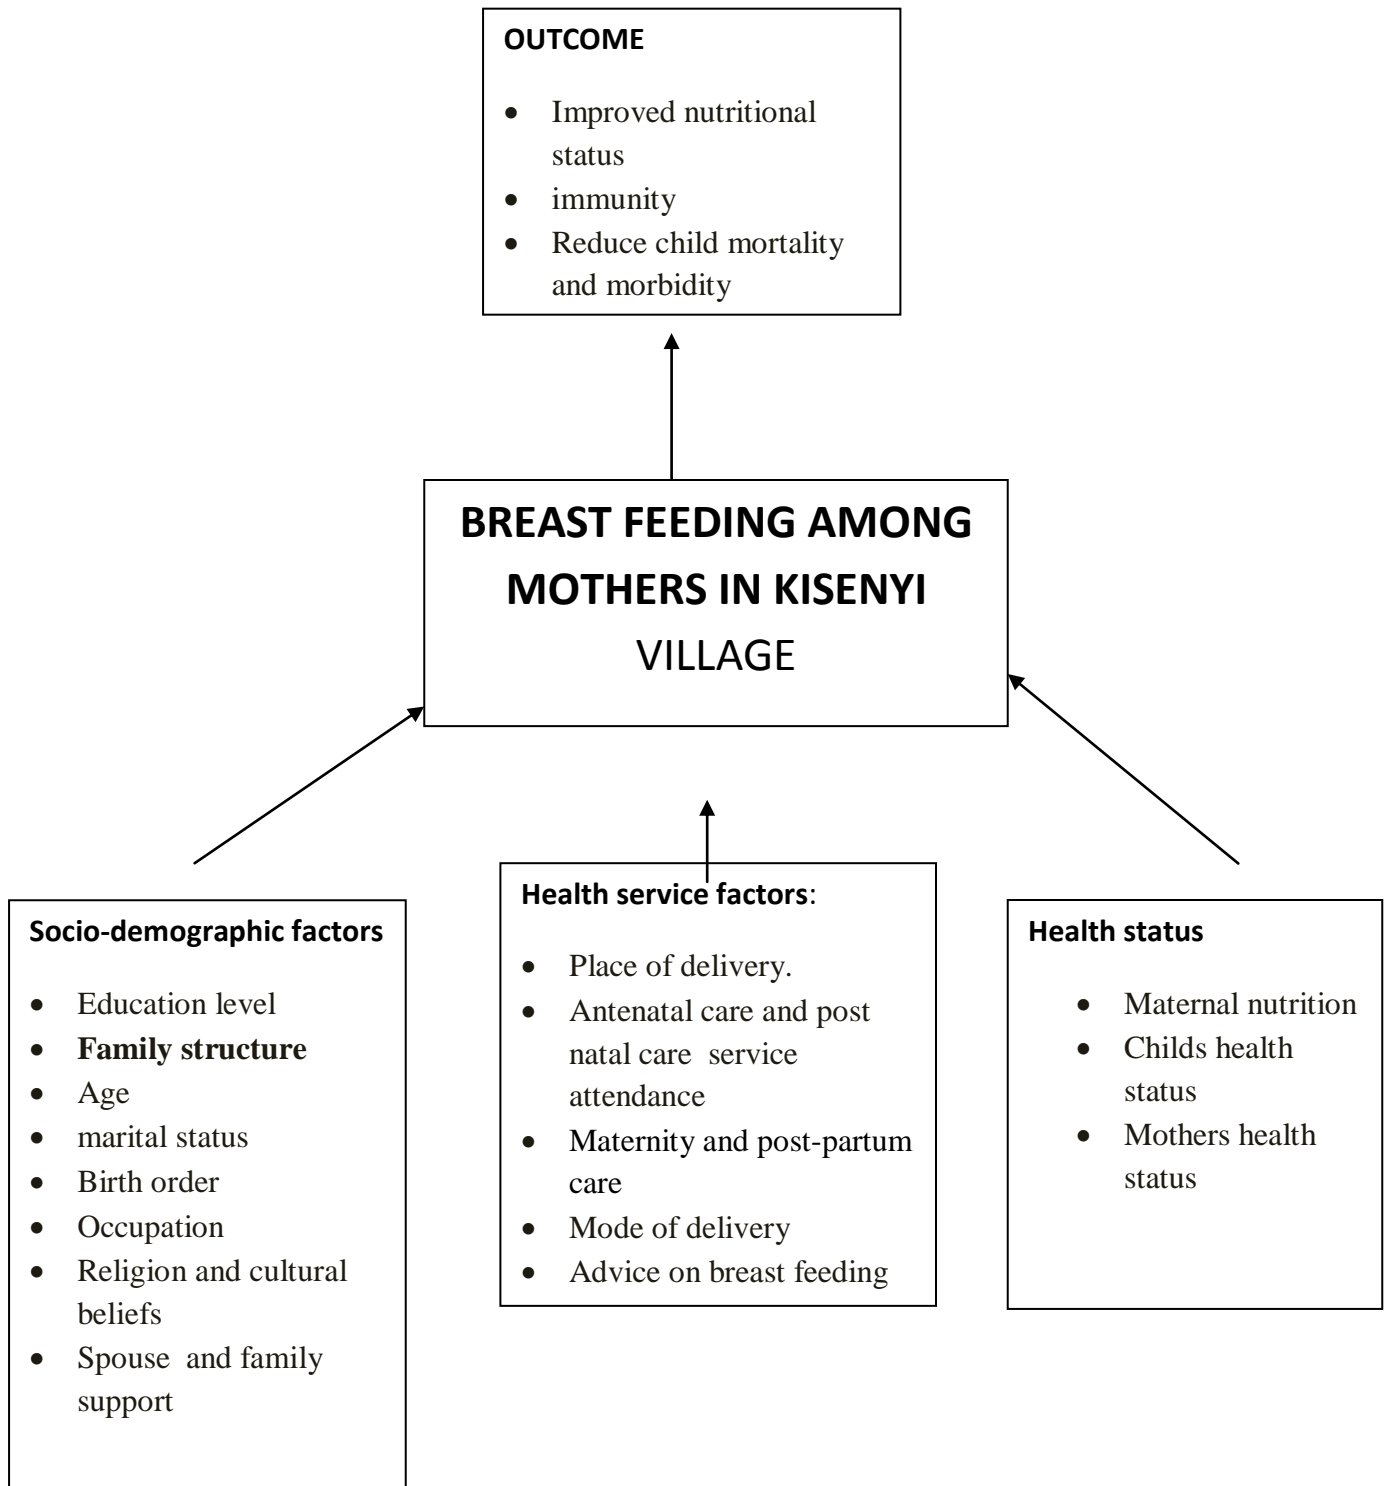 OUTCOME
• Improved nutritional
status
• immunity
• Reduce child mortality
and morbidity
BREAST FEEDING AMONG
MOTHERS IN KISENYI
VILLAGE
Socio-demographic factors
• Education level
• Family structure
• Age
• marital status
• Birth order
• Occupation
• Religion and cultural
beliefs
• Spouse and family
support
Health service factors:
• Place of delivery.
• Antenatal care and post
natal care service
attendance
• Maternity and post-partum
care
• Mode of delivery
• Advice on breast feeding
Health status
• Maternal nutrition
• Childs health
status
• Mothers health
status